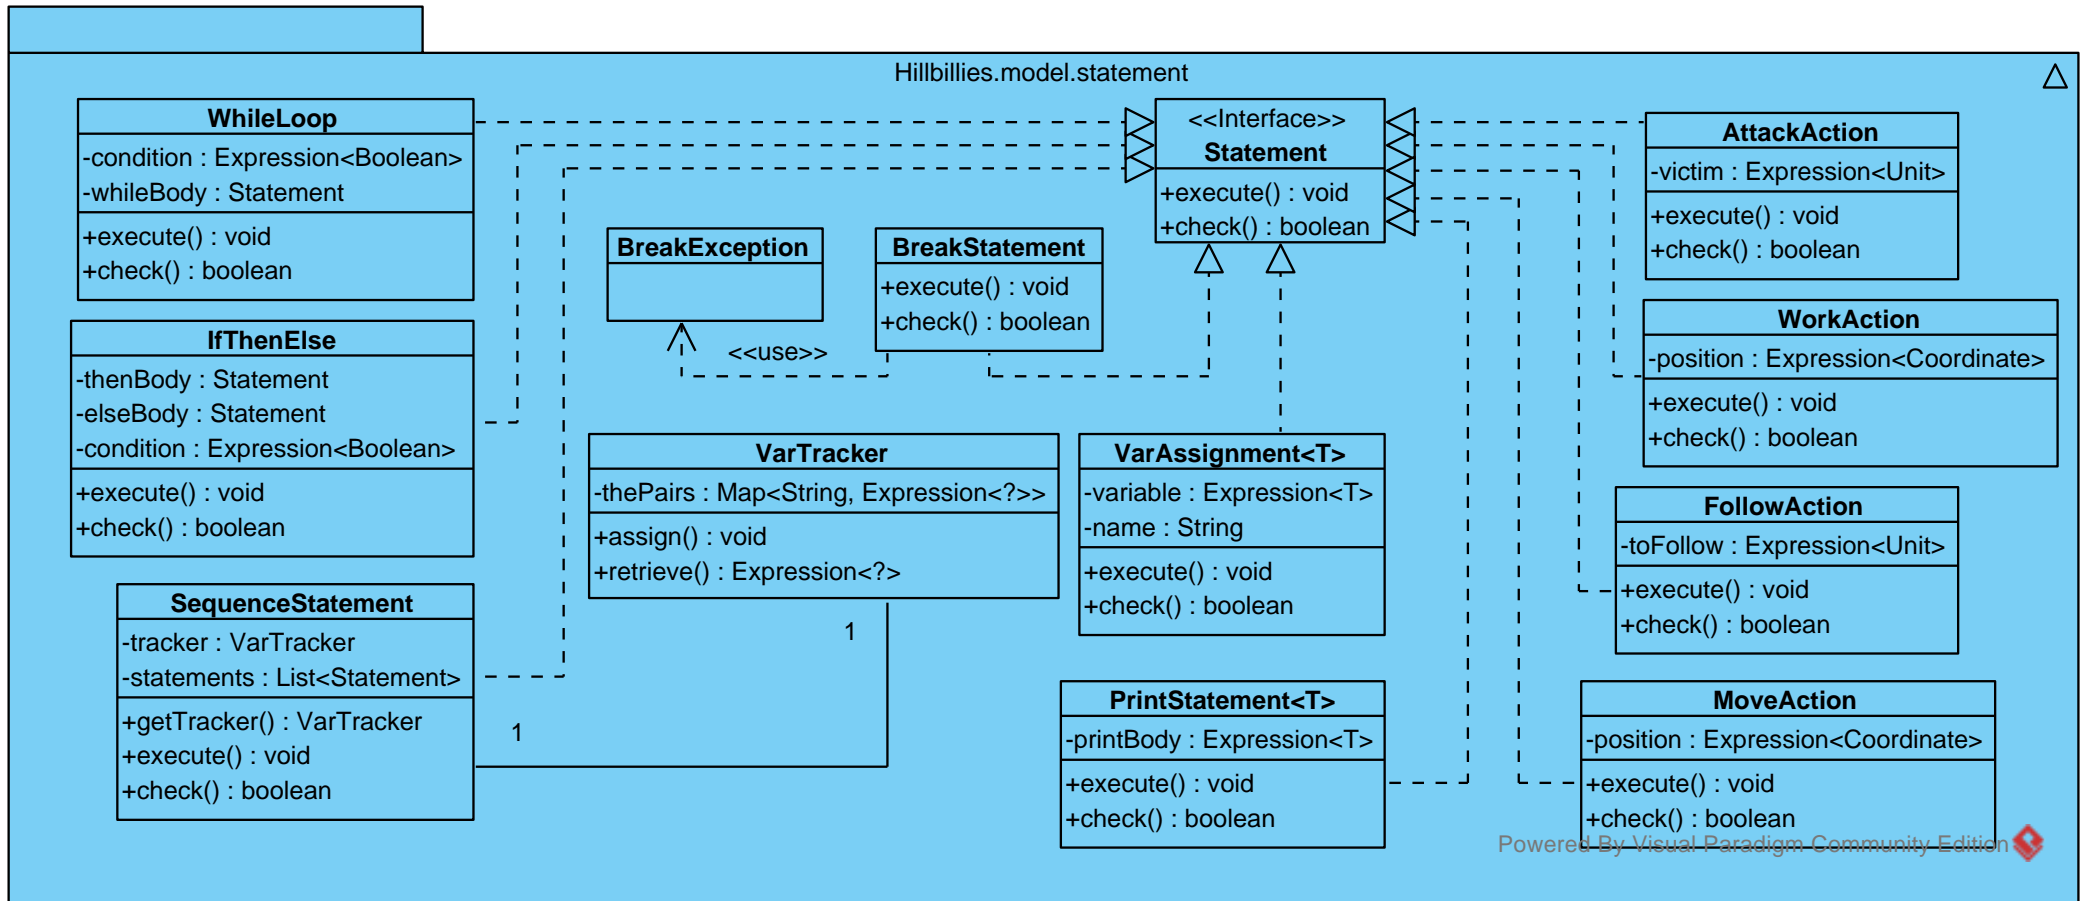 Hillbillies.model.statement
WhileLoop
-condition : Expression<Boolean>
-whileBody : Statement
+execute() : void
+check() : boolean
<<Interface>>
Statement
+execute() : void
+check() : boolean
AttackAction
-victim : Expression<Unit>
+execute() : void
+check() : boolean
BreakException
BreakStatement
+execute() : void
+check() : boolean
<<use>>
IfThenElse
-thenBody : Statement
-elseBody : Statement
-condition : Expression<Boolean>
+execute() : void
+check() : boolean
WorkAction
-position : Expression<Coordinate>
+execute() : void
+check() : boolean
VarTracker
-thePairs : Map<String, Expression<?>>
+assign() : void
+retrieve() : Expression<?>
VarAssignment<T>
-variable : Expression<T>
-name : String
+execute() : void
+check() : boolean
FollowAction
-toFollow : Expression<Unit>
+execute() : void
+check() : boolean
SequenceStatement
-tracker : VarTracker
-statements : List<Statement>
+getTracker() : VarTracker
+execute() : void
+check() : boolean
1
1
PrintStatement<T>
-printBody : Expression<T>
+execute() : void
+check() : boolean
MoveAction
-position : Expression<Coordinate>
+execute() : void
+check() : boolean
Powered By Visual Paradigm Community Edition